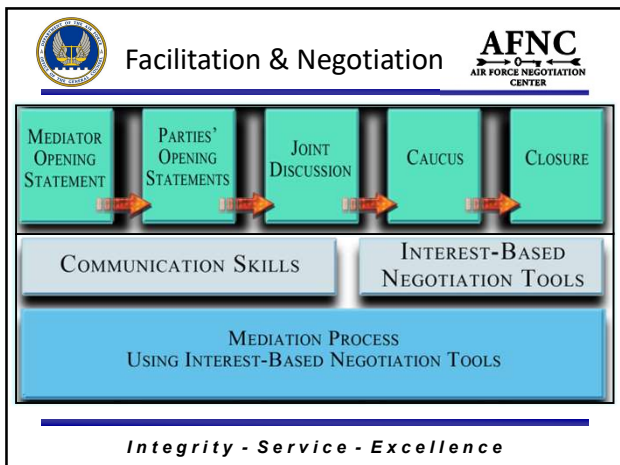 Facilitation & Negotiation
AFNC
AIR FORCE NEGOTIATION
CENTER
MEDIATOR
OPENING
STATEMENT
PARTIES’
OPENING
STATEMENTS
JOINT
DISCUSSION
CAUCUS
CLOSURE
COMMUNICATION SKILLS
INTEREST-BASED
NEGOTIATION TOOLS
MEDIATION PROCESS
USING INTEREST-BASED NEGOTIATION TOOLS
Integrity - Service - Excellence